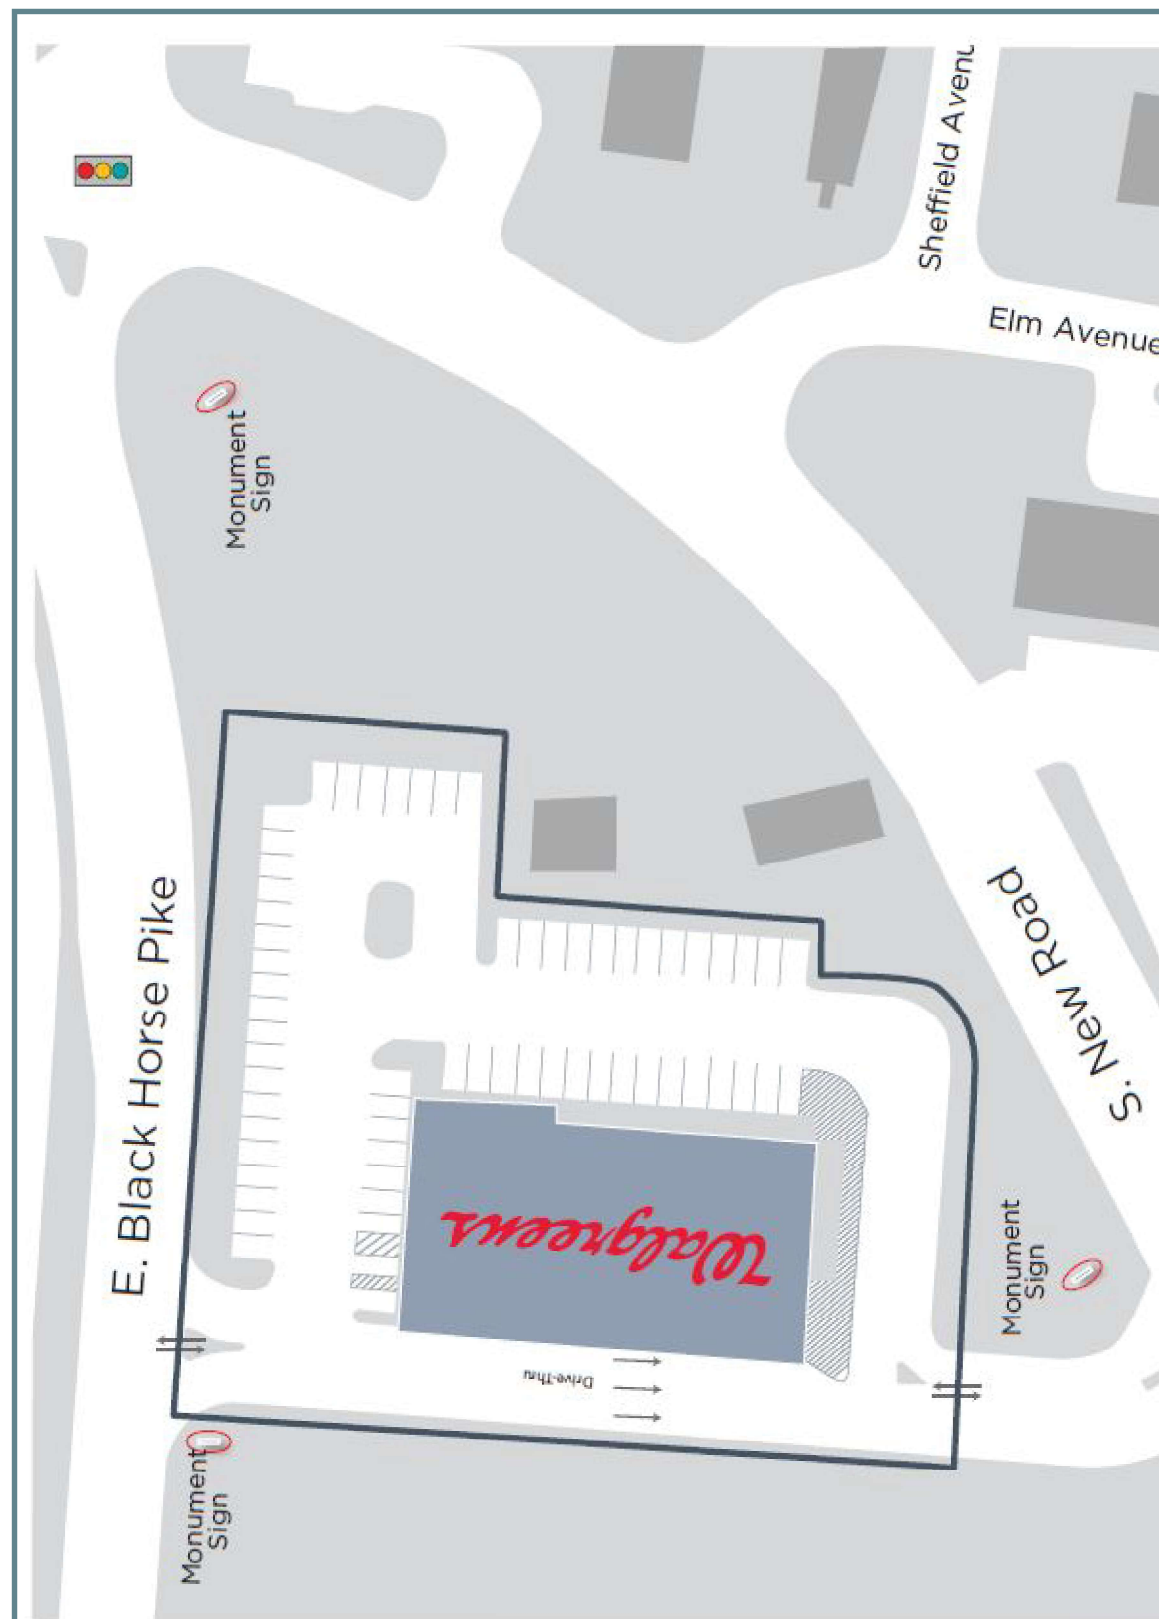 Sheffield Avenu
Elm Avenue
Monument
Sign
E. Black Horse Pike
S. New Road
Walgreens
Monument
Sign
Drive-Thru
Monument
Sign